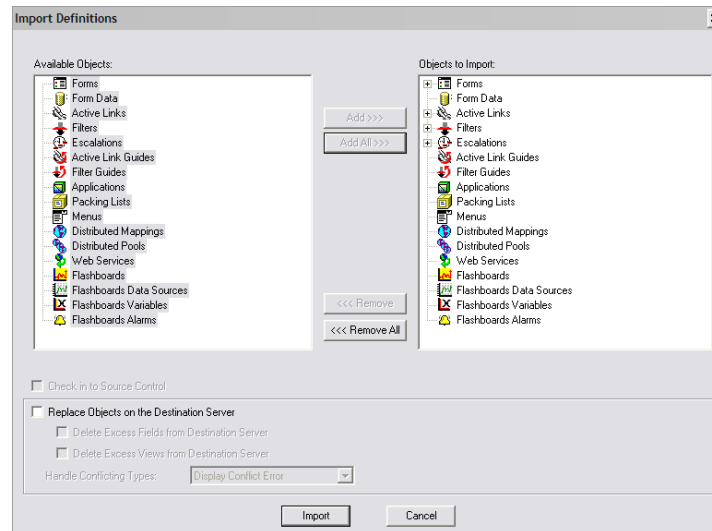 Import Definitions
Available Objects:
Objects to Import:
Forms
Form Data
Active Links
Filters
Escalations
Active Link Guides
Filter Guides
Applications
Packing Lists
Menus
Distributed Mappings
Distributed Pools
Web Services
Flashboards
Flashboards Data Sources
Flashboards Variables
Flashboards Alarms
Add >>>
Add All >>>
<<< Remove
<<< Remove All
Forms
Form Data
Active Links
Filters
Escalations
Active Link Guides
Filter Guides
Applications
Packing Lists
Menus
Distributed Mappings
Distributed Pools
Web Services
Flashboards
Flashboards Data Sources
Flashboards Variables
Flashboards Alarms
Check in to Source Control
Replace Objects on the Destination Server
Delete Excess Fields from Destination Server
Delete Excess Views from Destination Server
Handle Conflicting Types: Display Conflict Error
Import Cancel